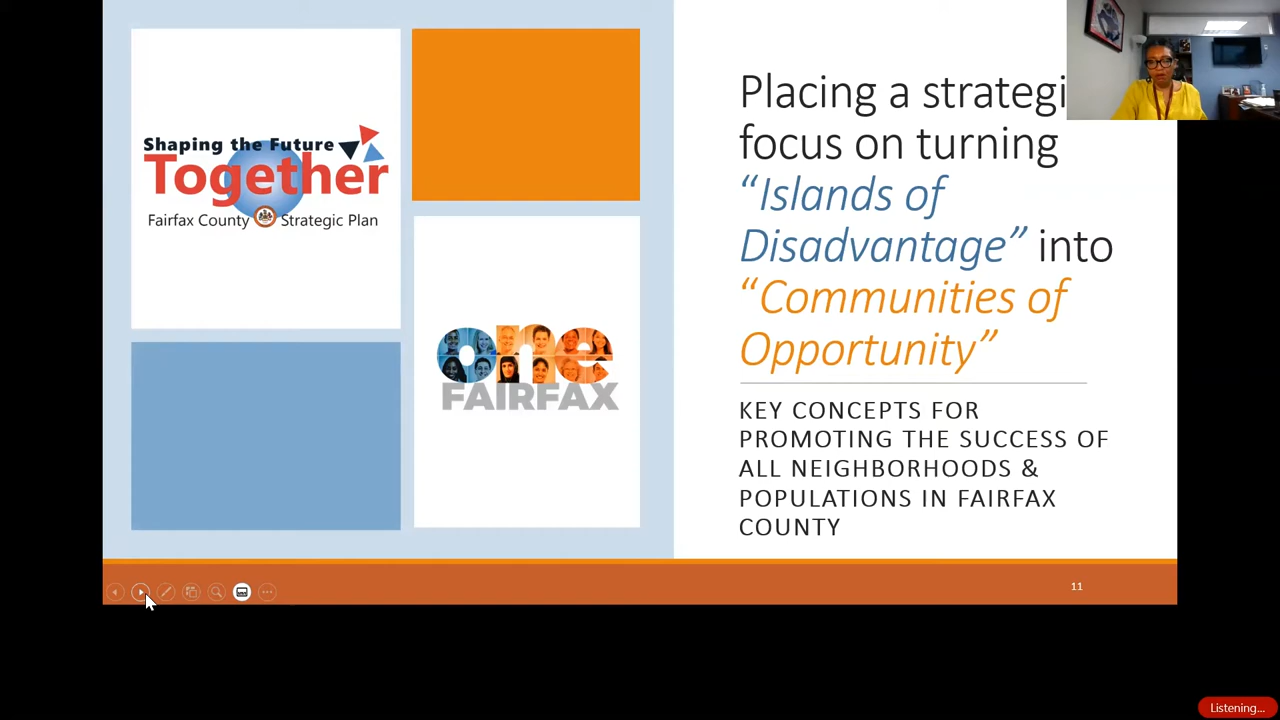 Shaping the Future
Together
Fairfax County Strategic Plan
one
FAIRFAX
Placing a strategi
focus on turning
“Islands of
Disadvantage” into
“Communities of
Opportunity”
KEY CONCEPTS FOR
PROMOTING THE SUCCESS OF
ALL NEIGHBORHOODS &
POPULATIONS IN FAIRFAX
COUNTY
11
Listening...